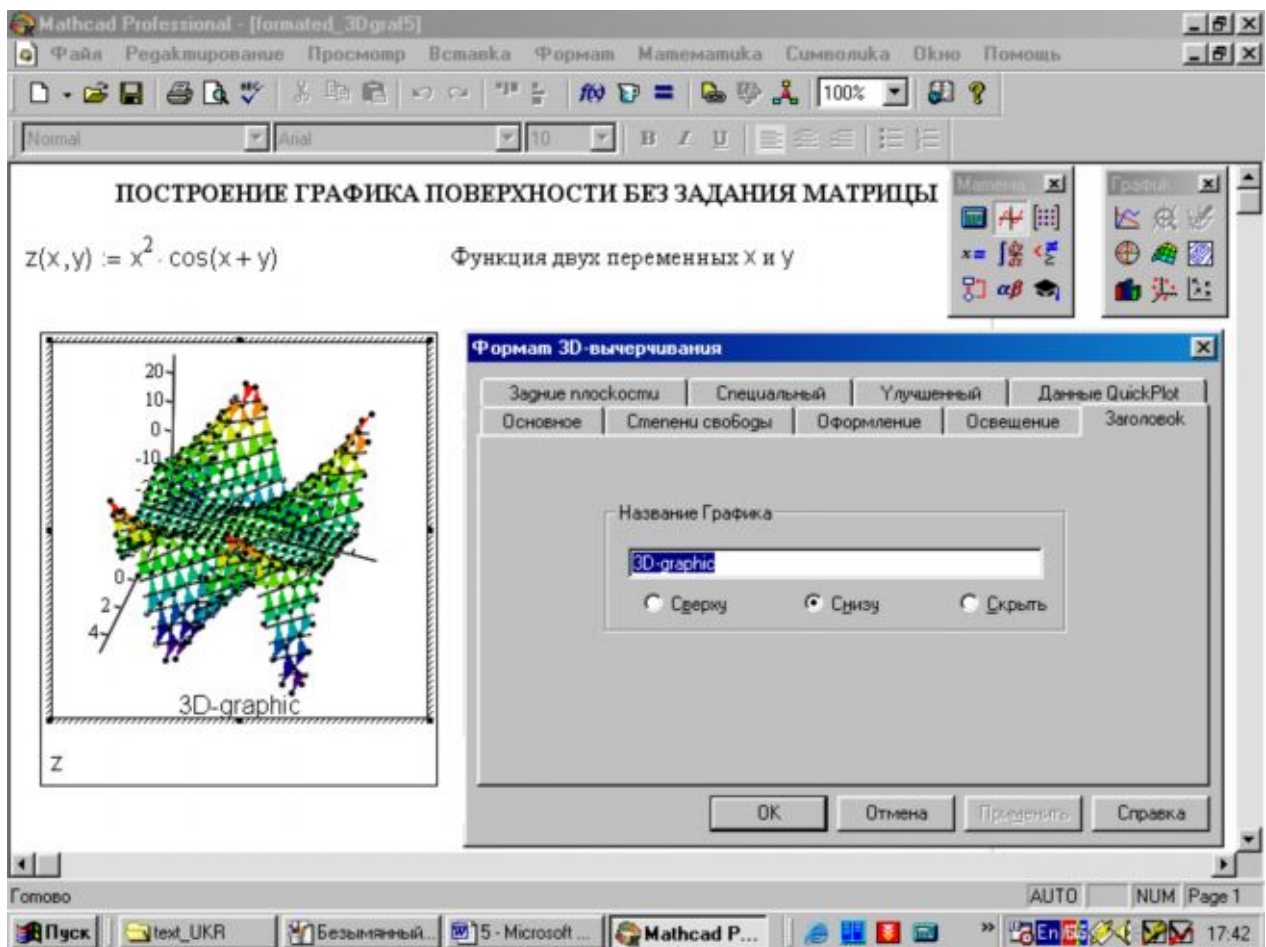 Mathcad Professional - [formated_3Dgraf5]
Файл Редактирование Просмотр Вставка Формат Математика Символика Окно Помощь
100%
Normal Arial 10 B I U
ПОСТРОЕНИЕ ГРАФИКА ПОВЕРХНОСТИ БЕЗ ЗАДАНИЯ МАТРИЦЫ
z(x,y) := x² · cos(x + y)
Функция двух переменных x и y
Формат 3D-вычерчивания
Задние плоскости Специальный Улучшенный Данные QuickPlot
Основное Степени свободы Оформление Освещение Заголовок
Название Графика
3D-graphic
Сверху Снизу Скрыть
OK Отмена Применить Справка
20
10
0
-10
0
2
4
3D-graphic
z
Готово
AUTO NUM Page 1
Пуск text_UKR Безымянный... 5 - Microsoft ... Mathcad P... » En 17:42